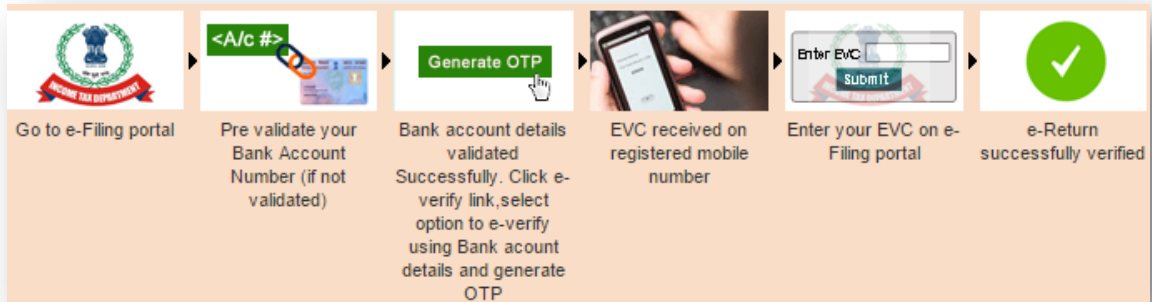 INCOME TAX DEPARTMENT
Go to e-Filing portal
<A/c #>
Pre validate your
Bank Account
Number (if not
validated)
Generate OTP
Bank account details
validated
Successfully. Click e-
verify link,select
option to e-verify
using Bank acount
details and generate
OTP
EVC received on
registered mobile
number
Enter EVC
Submit
Enter your EVC on e-
Filing portal
e-Return
successfully verified